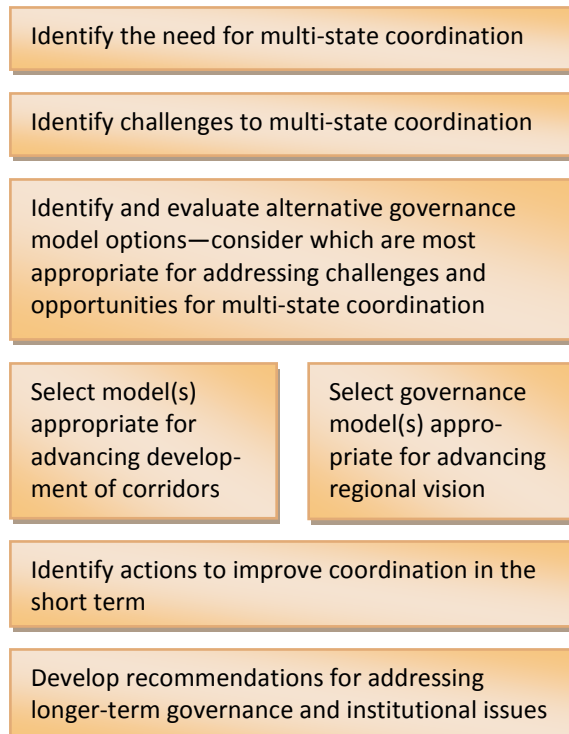 Identify the need for multi-state coordination
Identify challenges to multi-state coordination
Identify and evaluate alternative governance
model options—consider which are most
appropriate for addressing challenges and
opportunities for multi-state coordination
Select model(s)
appropriate for
advancing develop-
ment of corridors
Select governance
model(s) appro-
priate for advancing
regional vision
Identify actions to improve coordination in the
short term
Develop recommendations for addressing
longer-term governance and institutional issues